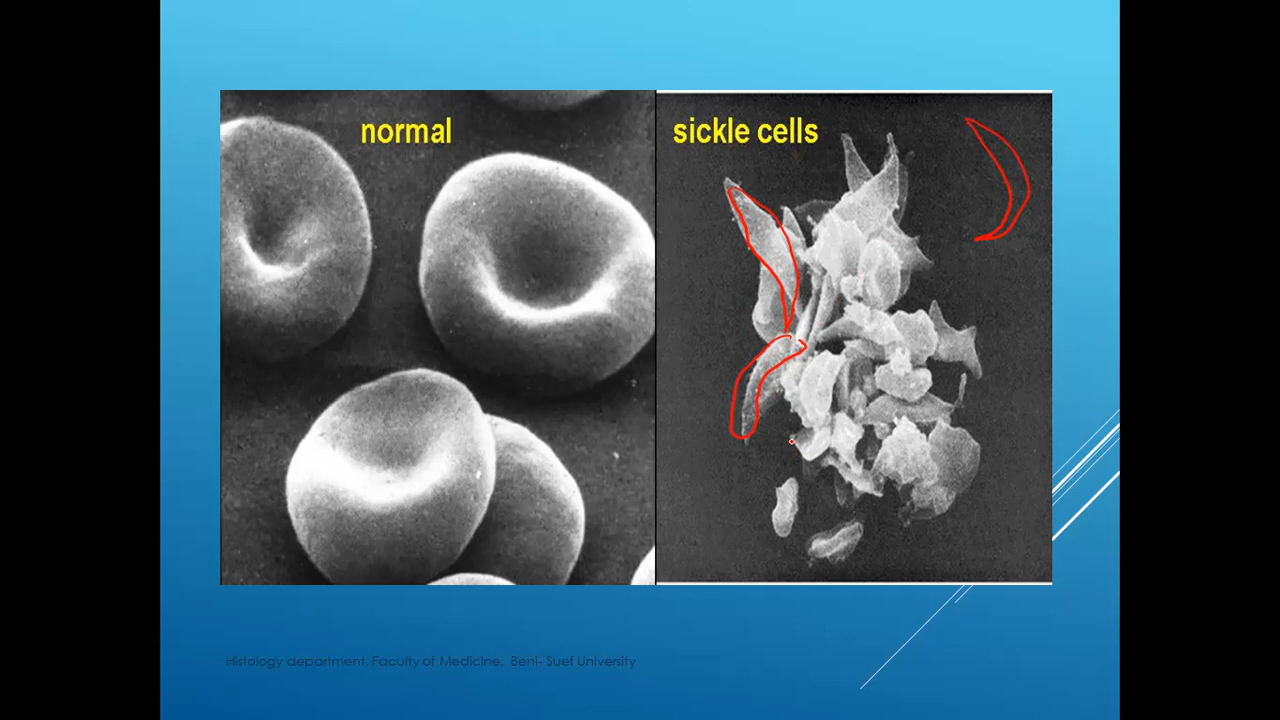 normal
sickle cells
Histology department, Faculty of Medicine, Beni- Suef University